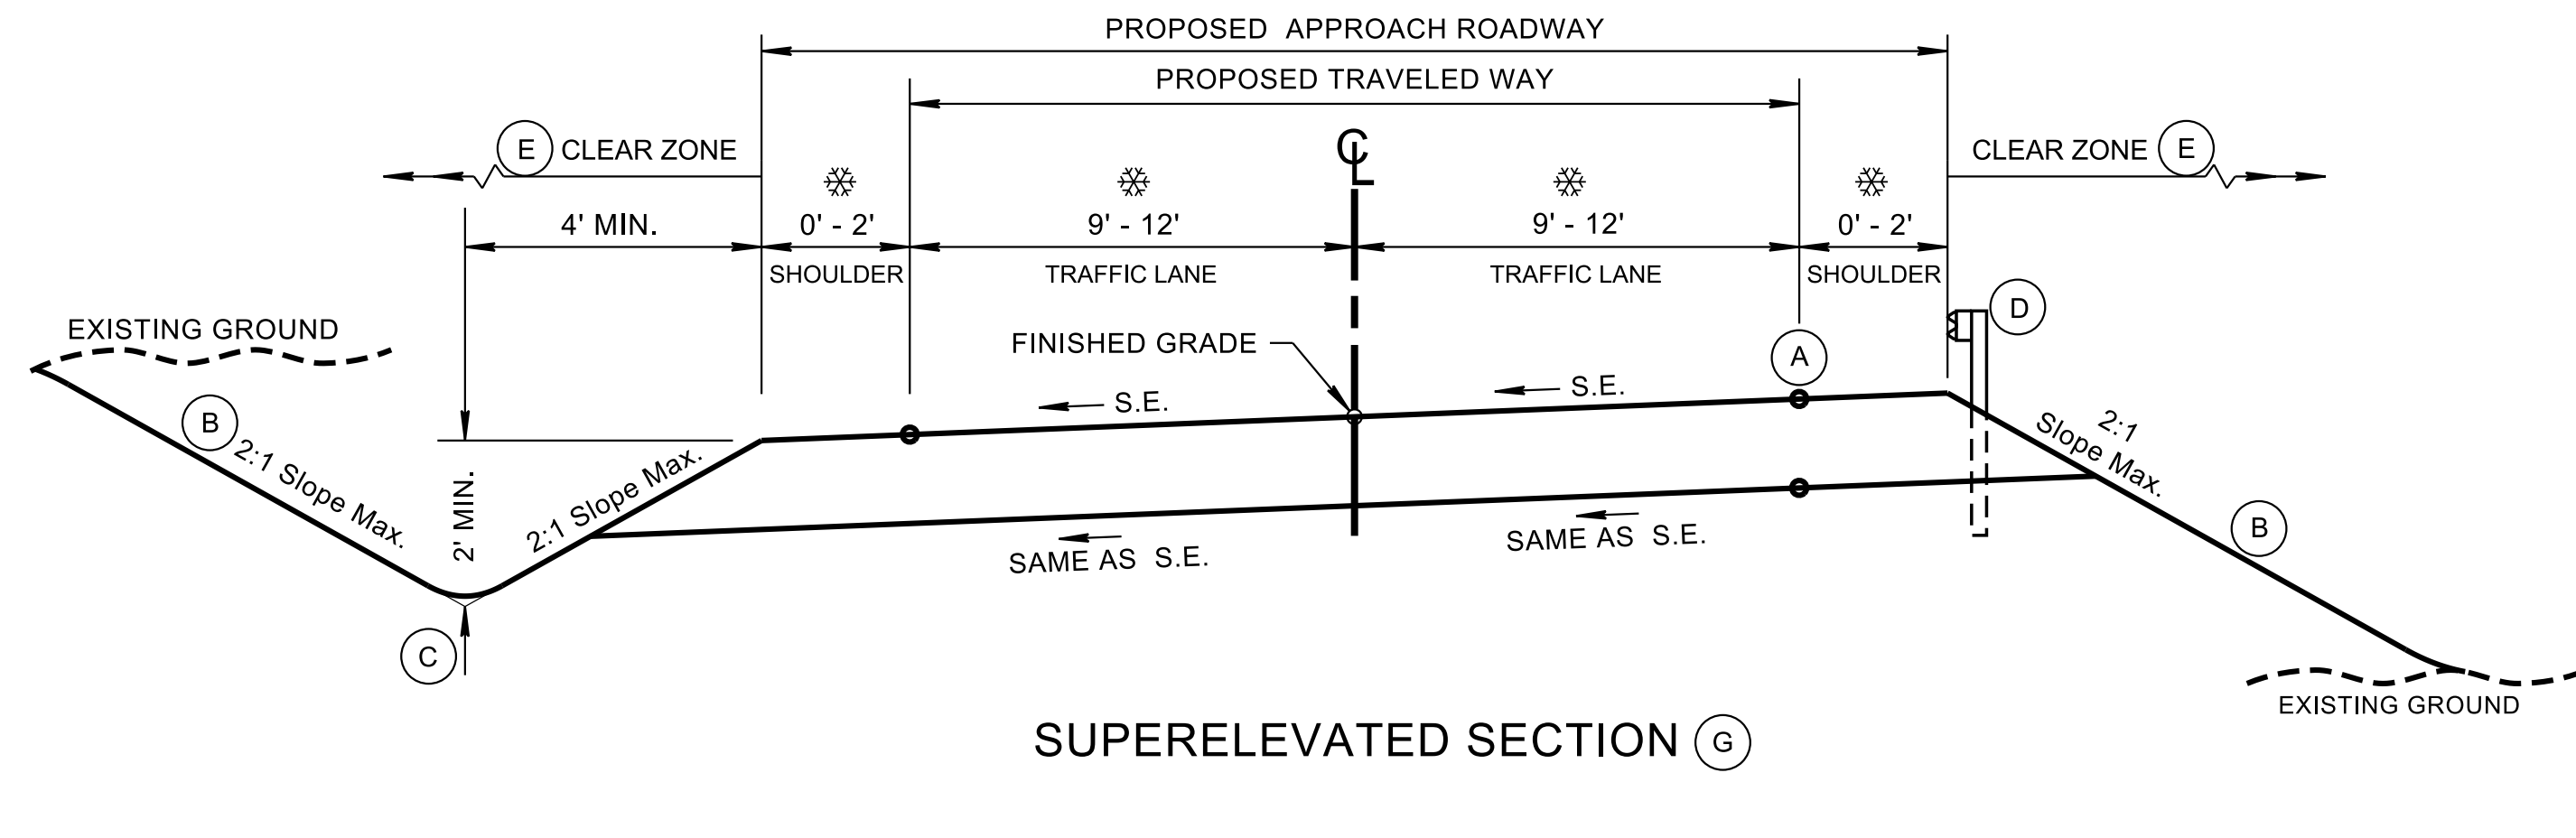 PROPOSED APPROACH ROADWAY
PROPOSED TRAVELED WAY
E CLEAR ZONE
CLEAR ZONE E
CL
4' MIN.
0' - 2'
9' - 12'
9' - 12'
0' - 2'
SHOULDER
TRAFFIC LANE
TRAFFIC LANE
SHOULDER
D
EXISTING GROUND
FINISHED GRADE
A
S.E.
S.E.
B
2:1 Slope Max.
2' MIN.
2:1 Slope Max.
2:1
Slope Max.
B
SAME AS S.E.
SAME AS S.E.
C
EXISTING GROUND
SUPERELEVATED SECTION G